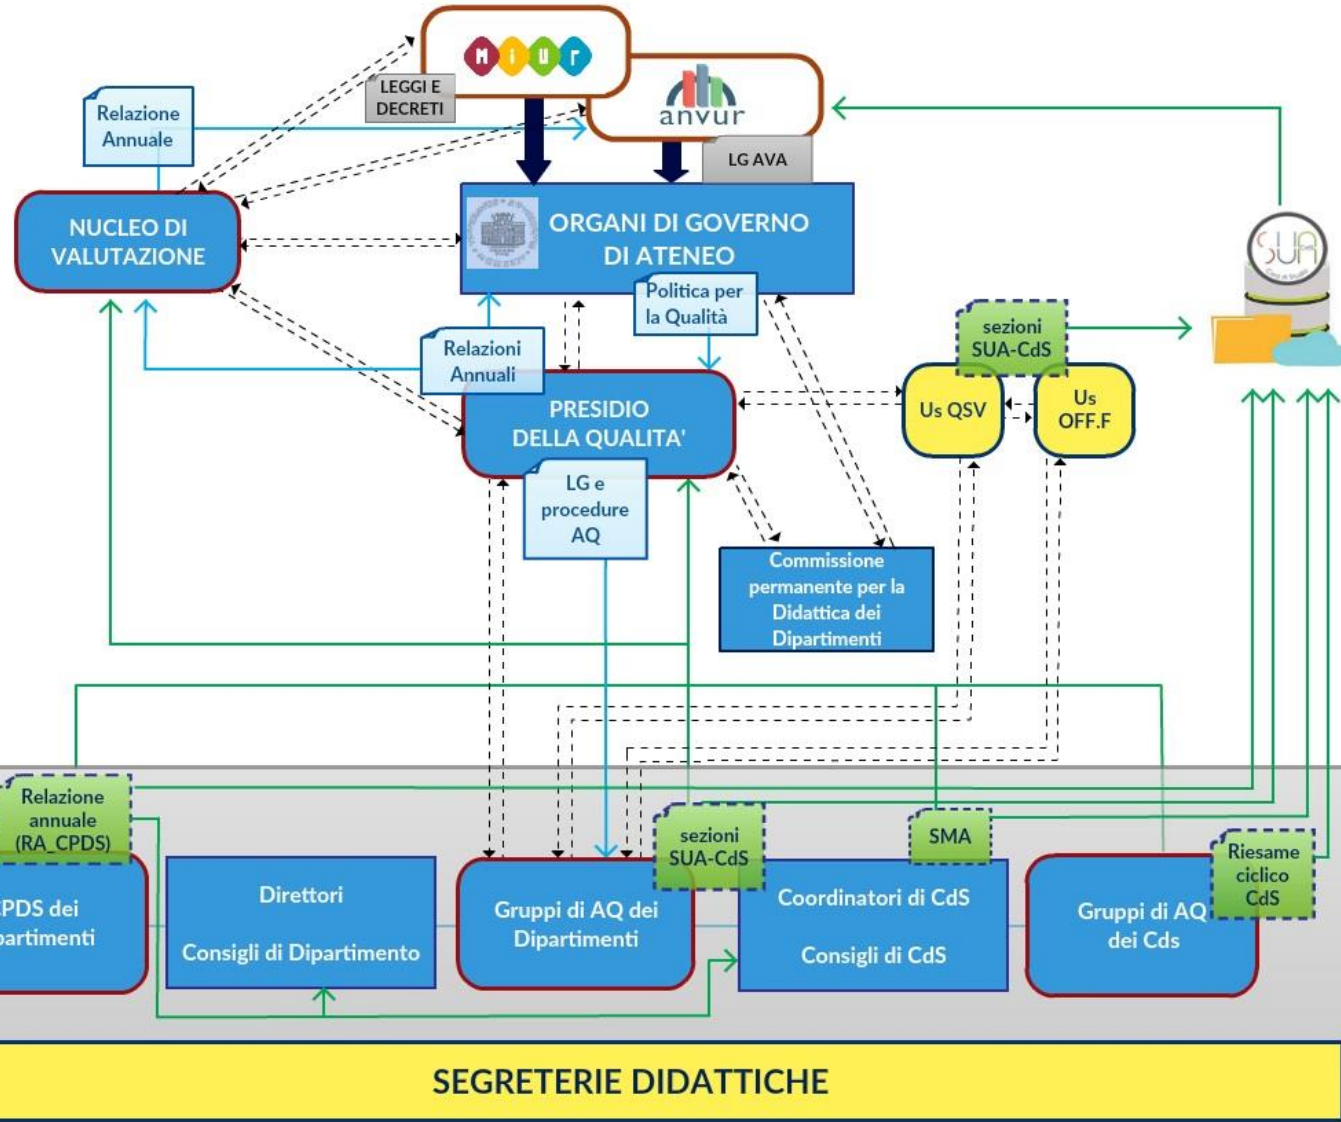 MIUR
LEGGI E
DECRETI
anvur
LG AVA
Relazione
Annuale
NUCLEO DI
VALUTAZIONE
ORGANI DI GOVERNO
DI ATENEO
Politica per
la Qualità
Relazioni
Annuali
SUA
sezioni
SUA-CdS
Us QSV
Us
OFF.F
PRESIDIO
DELLA QUALITA'
LG e
procedure
AQ
Commissione
permanente per la
Didattica dei
Dipartimenti
Relazione
annuale
(RA_CPDS)
sezioni
SUA-CdS
SMA
Riesame
ciclico
CdS
CPDS dei
partimenti
Direttori
Consigli di Dipartimento
Gruppi di AQ dei
Dipartimenti
Coordinatori di CdS
Consigli di CdS
Gruppi di AQ
dei Cds
SEGRETERIE DIDATTICHE